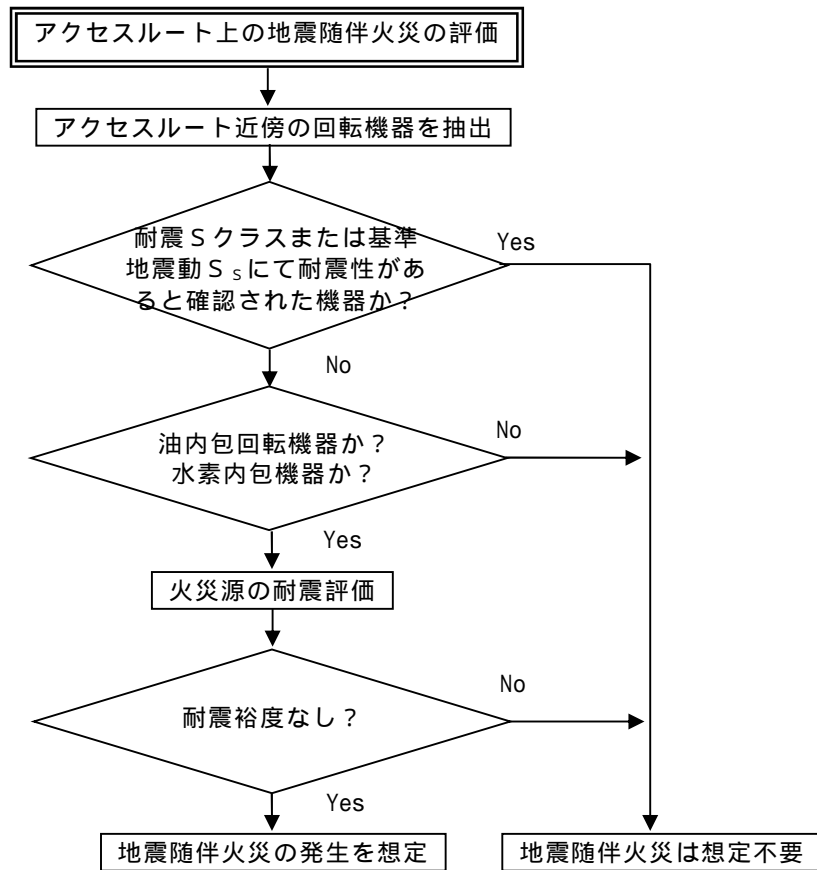 アクセスルート上の地震随伴火災の評価
アクセスルート近傍の回転機器を抽出
耐震Sクラスまたは基準
地震動Ssにて耐震性があ
ると確認された機器か?
Yes
No
油内包回転機器か?
水素内包機器か?
No
Yes
火災源の耐震評価
耐震裕度なし?
No
Yes
地震随伴火災の発生を想定
地震随伴火災は想定不要